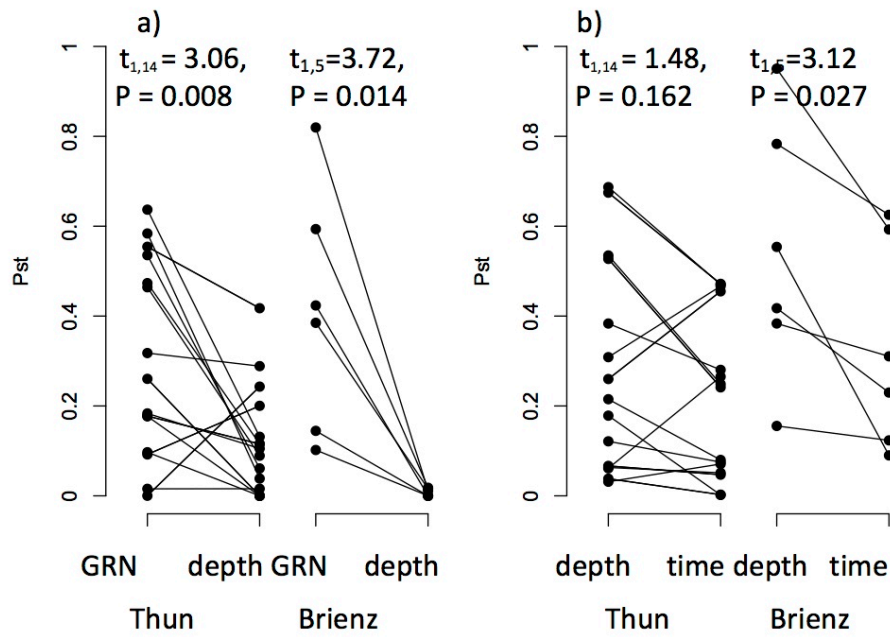 a)
t1,14 = 3.06,
P = 0.008
t1,5=3.72,
P = 0.014
1
0.8
0.6
0.4
0.2
0
Pst
GRN depth GRN depth
Thun Brienz
b)
t1,14 = 1.48,
P = 0.162
t1,5=3.12
P = 0.027
1
0.8
0.6
0.4
0.2
0
Pst
depth time depth time
Thun Brienz